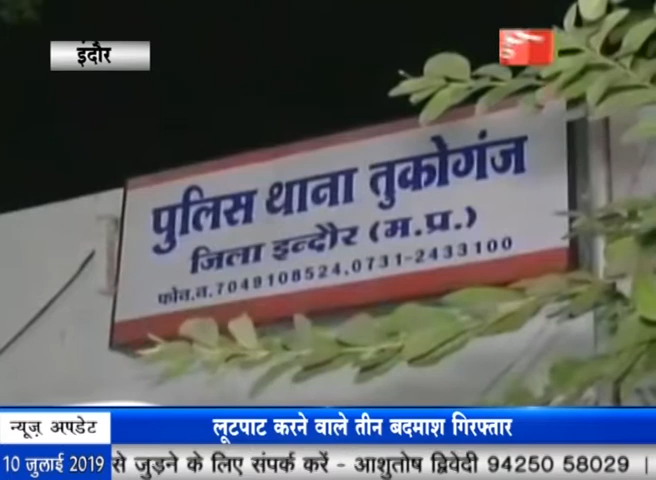 इंदौर
पुलिस थाना तुकोगंज
जिला इन्दौर (म.प्र.)
फोन.न.7049108524,0731-2433100
न्यूज़ अपडेट
लूटपाट करने वाले तीन बदमाश गिरफ्तार
10 जुलाई 2019
से जुड़ने के लिए संपर्क करें - आशुतोष द्विवेदी 94250 58029 |